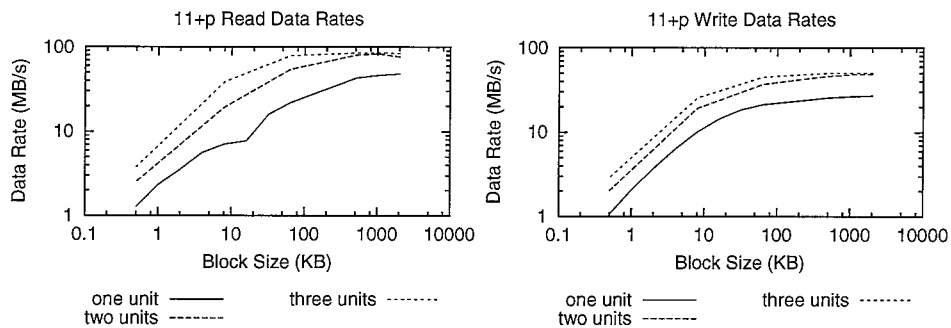 11+p Read Data Rates
100
10
1
0.1 1 10 100 1000 10000
Data Rate (MB/s)
Block Size (KB)
one unit
two units
three units
11+p Write Data Rates
100
10
1
0.1 1 10 100 1000 10000
Data Rate (MB/s)
Block Size (KB)
one unit
two units
three units